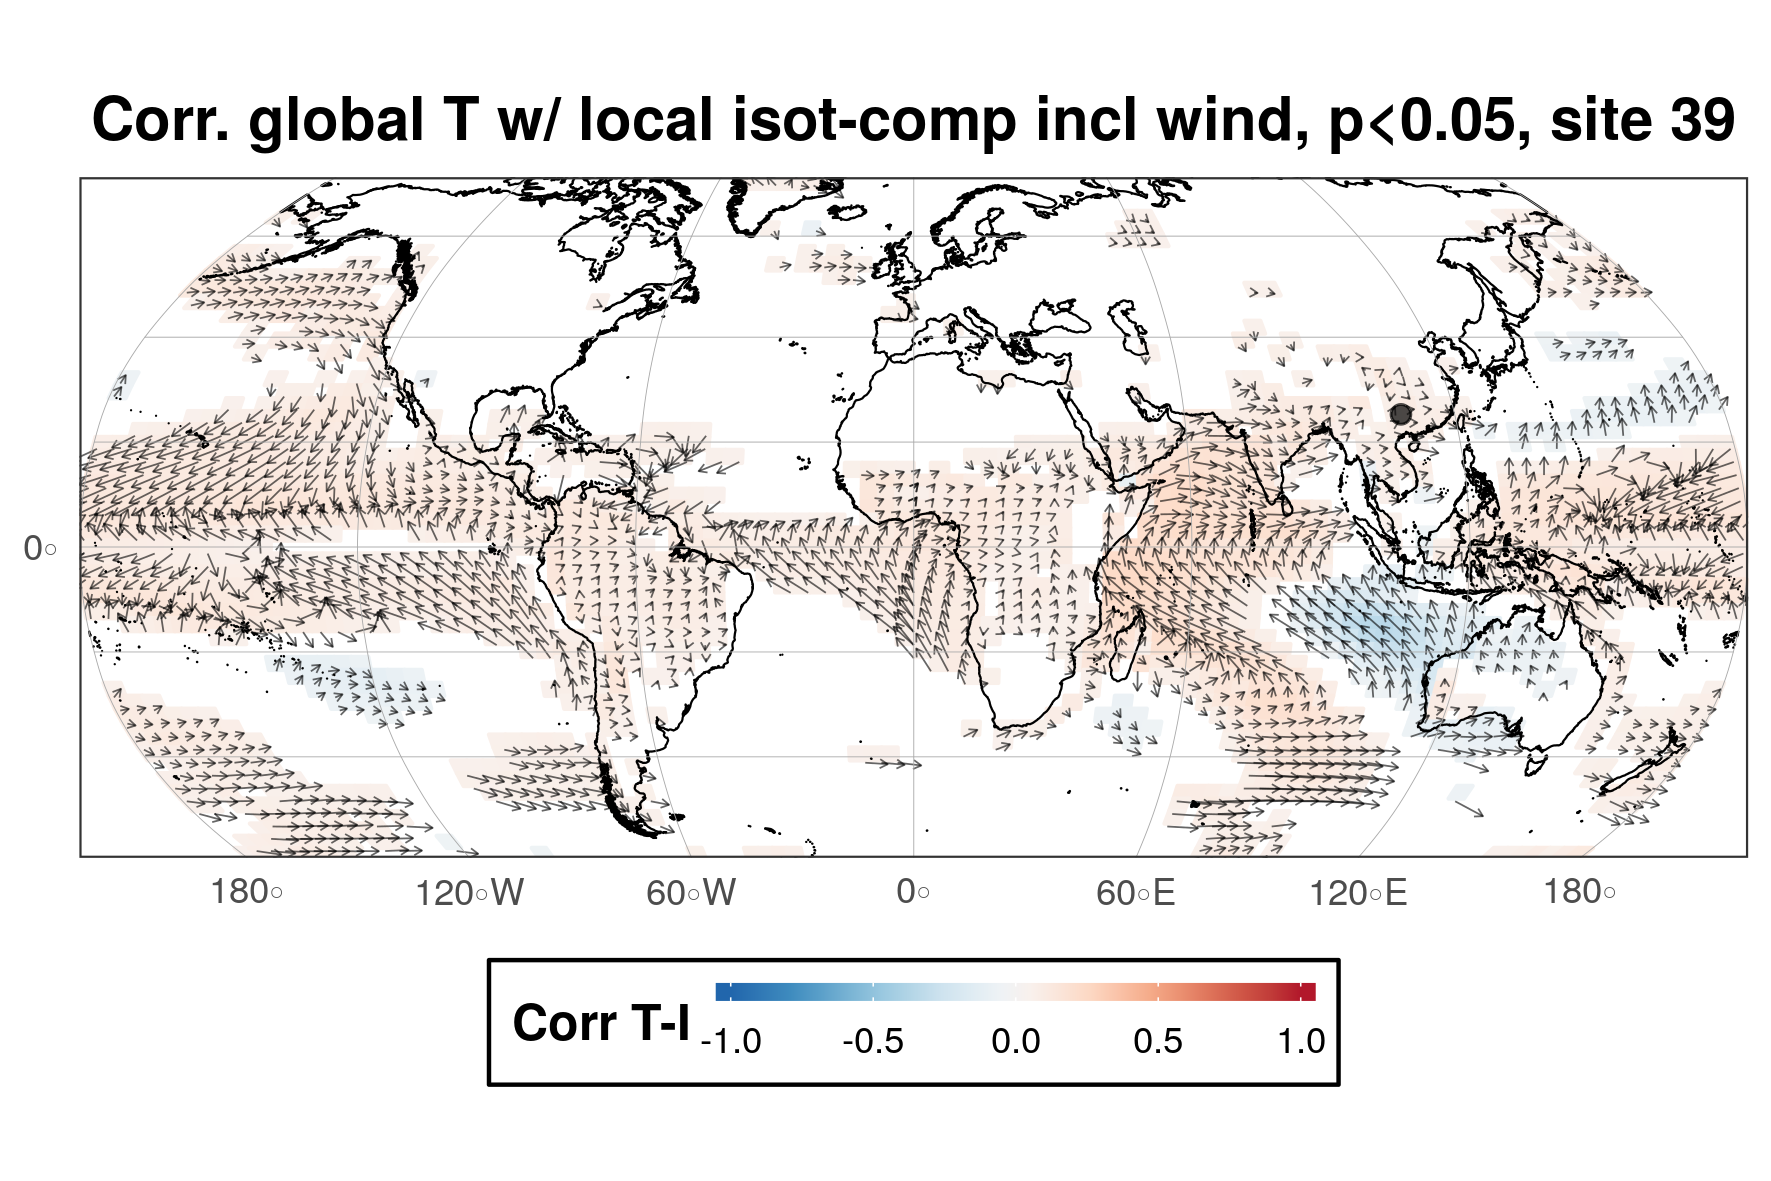 Corr. global T w/ local isot-comp incl wind, p<0.05, site 39
0°
180° 120°W 60°W 0° 60°E 120°E 180°
Corr T-I
-1.0 -0.5 0.0 0.5 1.0